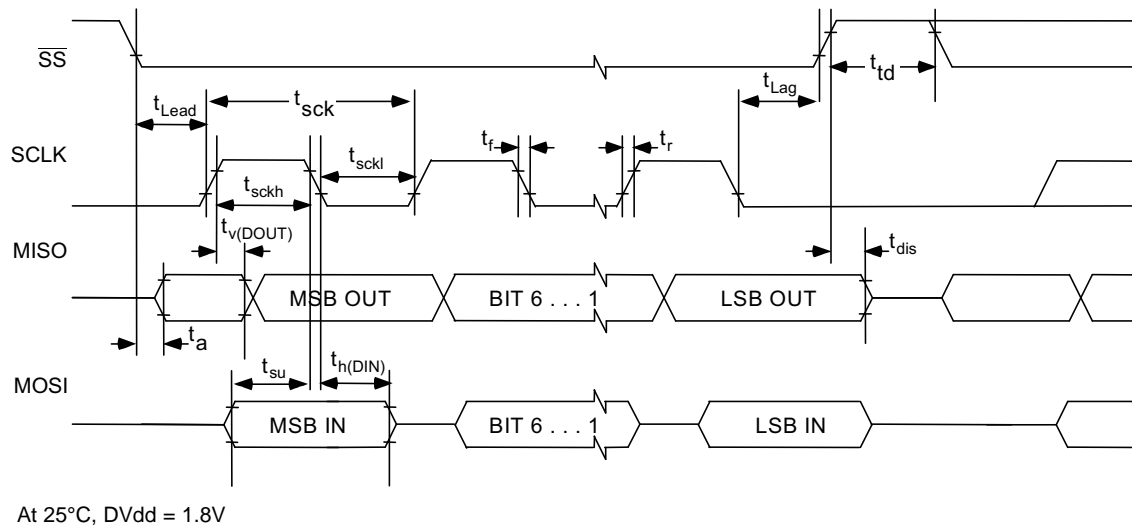 SS
t_td
t_Lag
t_sck
t_Lead
SCLK
t_f
t_r
t_sckl
t_sckh
t_v(DOUT)
MISO
t_dis
MSB OUT
BIT 6 . . . 1
LSB OUT
t_a
t_su
t_h(DIN)
MOSI
MSB IN
BIT 6 . . . 1
LSB IN
At 25°C, DVdd = 1.8V